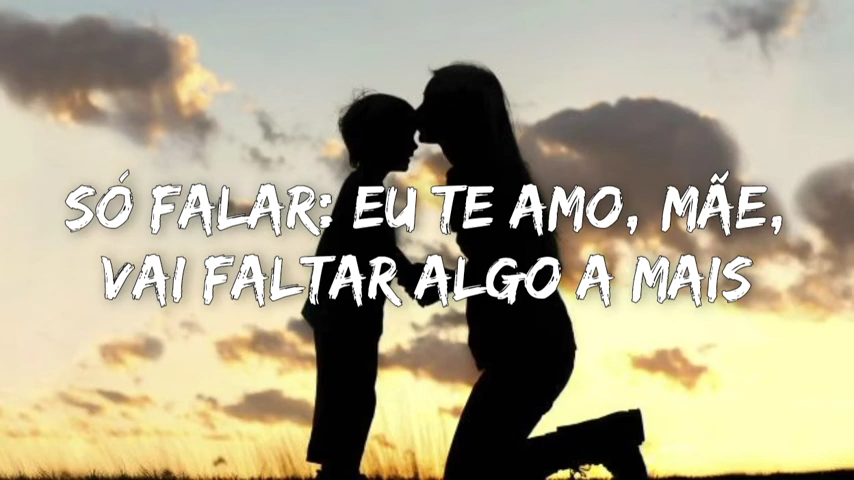 SÓ FALAR: EU TE AMO, MÃE,
VAI FALTAR ALGO A MAIS